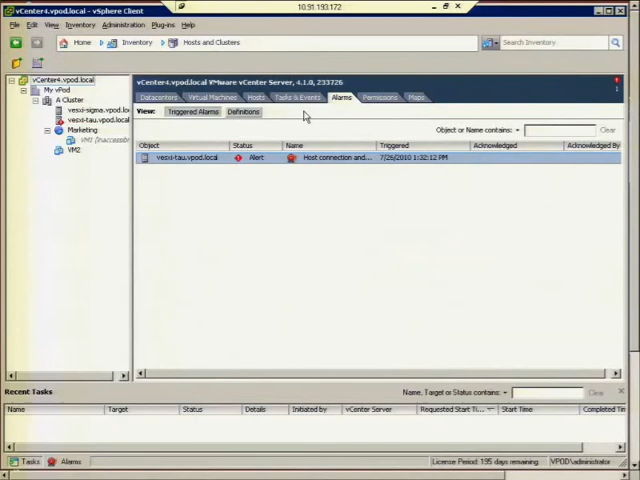 10.91.193.172
vCenter4.vpod.local - vSphere Client
File Edit View Inventory Administration Plug-ins Help
Home Inventory Hosts and Clusters Search Inventory
vCenter4.vpod.local
My vPod
A Cluster
vesxi-sigma.vpod.lo
vesxi-tau.vpod.local
Marketing
VM1 (inaccessib
VM2
vCenter4.vpod.local VMware vCenter Server, 4.1.0, 233726
1
Datacenters Virtual Machines Hosts Tasks & Events Alarms Permissions Maps
View: Triggered Alarms Definitions
Object or Name contains: Clear
Object Status Name Triggered Acknowledged Acknowledged By
vesxi-tau.vpod.local Alert Host connection and... 7/26/2010 1:32:12 PM
Recent Tasks Name, Target or Status contains: Clear
Name Target Status Details Initiated by vCenter Server Requested Start Ti... Start Time Completed Tim
Tasks Alarms License Period: 195 days remaining. VPOD\administrator